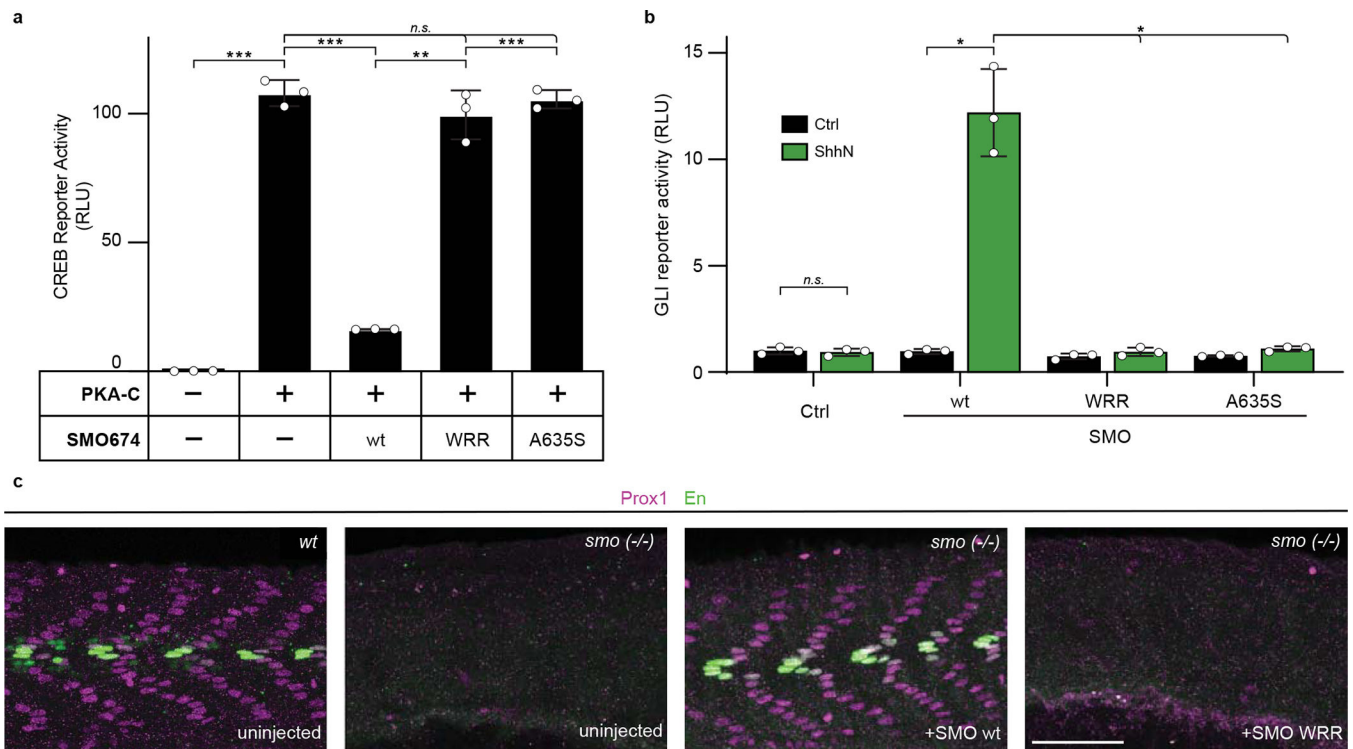 a
CREB Reporter Activity
(RLU)
100
50
0
***
***
n.s.
**
***
PKA-C − + + + +
SMO674 − − wt WRR A635S
b
GLI reporter activity (RLU)
15
10
5
0
Ctrl
ShhN
n.s.
*
*
Ctrl wt WRR A635S
SMO
c
Prox1 En
wt
uninjected
smo (-/-)
uninjected
smo (-/-)
+SMO wt
smo (-/-)
+SMO WRR